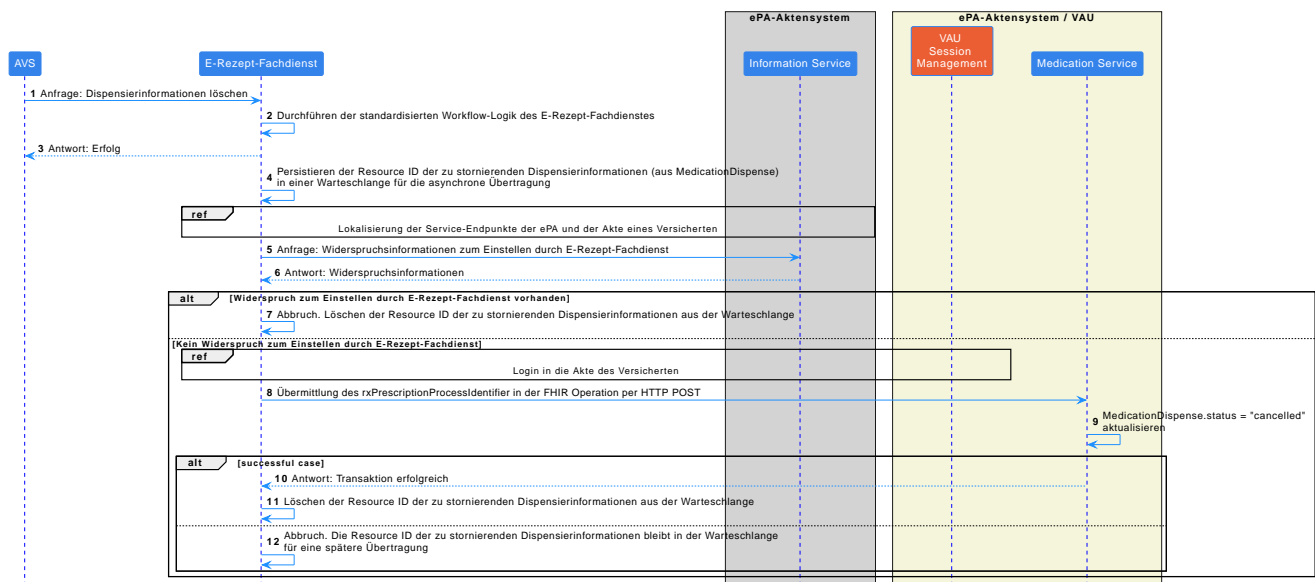 ePA-Aktensystem
ePA-Aktensystem / VAU
AVS
E-Rezept-Fachdienst
Information Service
VAU
Session
Management
Medication Service
1 Anfrage: Dispensierinformationen löschen
2 Durchführen der standardisierten Workflow-Logik des E-Rezept-Fachdienstes
3 Antwort: Erfolg
4 Persistieren der Resource ID der zu stornierenden Dispensierinformationen (aus MedicationDispense)
in einer Warteschlange für die asynchrone Übertragung
ref
Lokalisierung der Service-Endpunkte der ePA und der Akte eines Versicherten
5 Anfrage: Widerspruchsinformationen zum Einstellen durch E-Rezept-Fachdienst
6 Antwort: Widerspruchsinformationen
alt [Widerspruch zum Einstellen durch E-Rezept-Fachdienst vorhanden]
7 Abbruch. Löschen der Resource ID der zu stornierenden Dispensierinformationen aus der Warteschlange
[Kein Widerspruch zum Einstellen durch E-Rezept-Fachdienst]
ref
Login in die Akte des Versicherten
8 Übermittlung des rxPrescriptionProcessIdentifier in der FHIR Operation per HTTP POST
9 MedicationDispense.status = "cancelled"
aktualisieren
alt [successful case]
10 Antwort: Transaktion erfolgreich
11 Löschen der Resource ID der zu stornierenden Dispensierinformationen aus der Warteschlange
12 Abbruch. Die Resource ID der zu stornierenden Dispensierinformationen bleibt in der Warteschlange
für eine spätere Übertragung